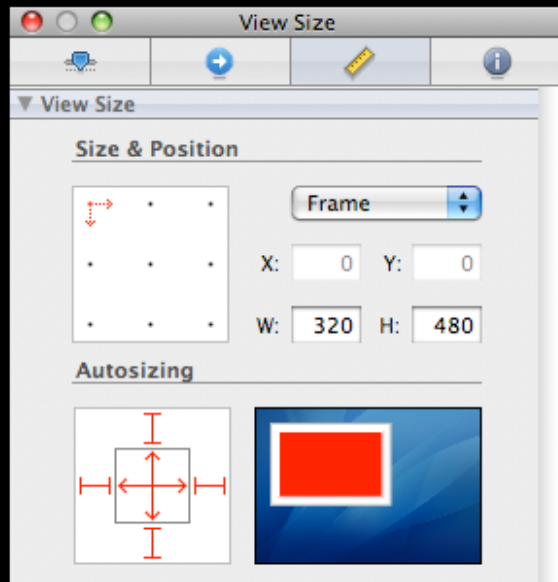 View Size
View Size
Size & Position
Frame
X: 0 Y: 0
W: 320 H: 480
Autosizing